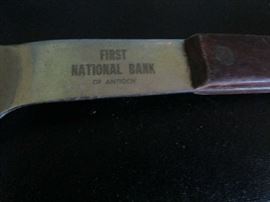 FIRST
NATIONAL BANK
OF ANTIOCH